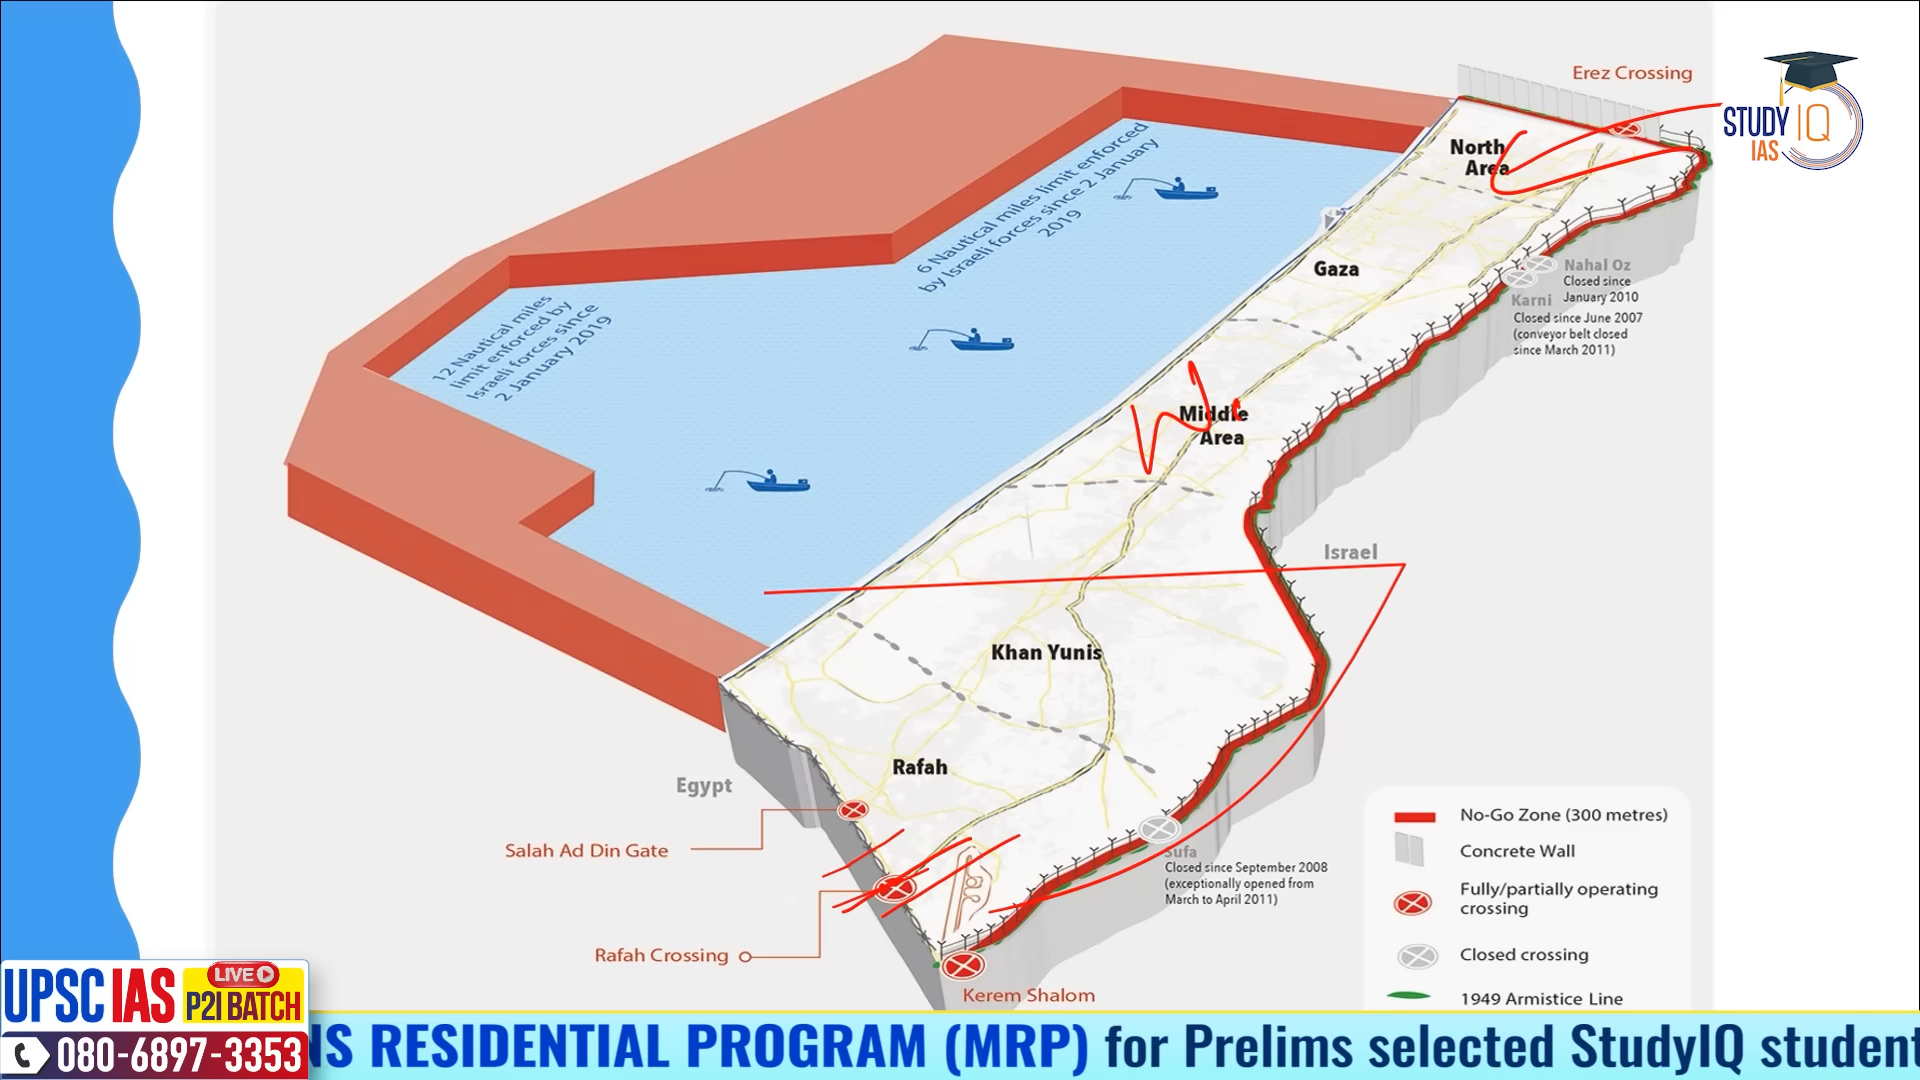 Erez Crossing
STUDY IQ
IAS
North
Area
6 Nautical miles limit enforced
by Israeli forces since 2 January
2019
12 Nautical miles
limit enforced by
Israeli forces since
2 January 2019
Gaza
Nahal Oz
Closed since
January 2010
Karni
Closed since June 2007
(conveyor belt closed
since March 2011)
Middle
Area
Israel
Khan Yunis
Rafah
Egypt
Salah Ad Din Gate
Rafah Crossing
Kerem Shalom
Sufa
Closed since September 2008
(exceptionally opened from
March to April 2011)
No-Go Zone (300 metres)
Concrete Wall
Fully/partially operating
crossing
Closed crossing
1949 Armistice Line
UPSC IAS
LIVE
P2I BATCH
080-6897-3353
NS RESIDENTIAL PROGRAM (MRP) for Prelims selected StudyIQ student